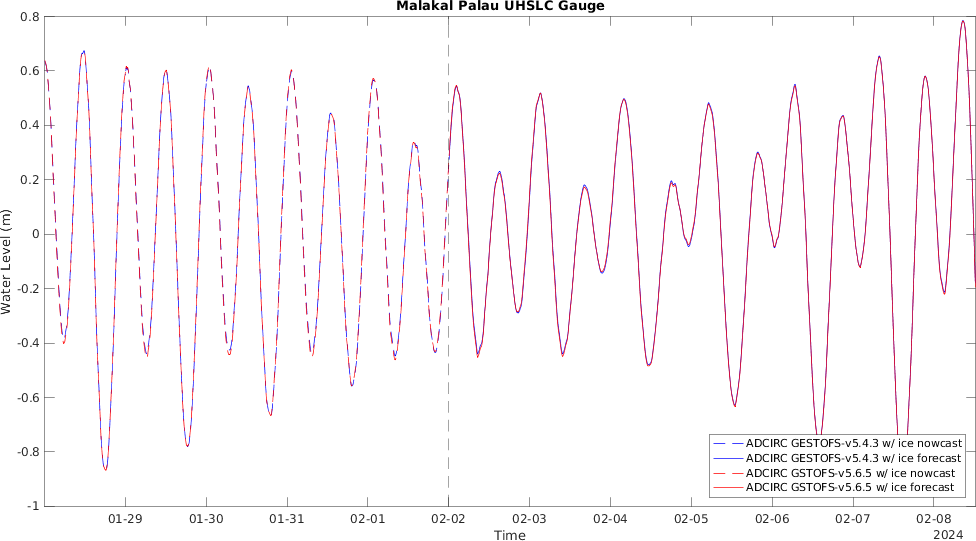 Malakal Palau UHSLC Gauge
Water Level (m)
0.8
0.6
0.4
0.2
0
-0.2
-0.4
-0.6
-0.8
-1
ADCIRC GESTOFS-v5.4.3 w/ ice nowcast
ADCIRC GESTOFS-v5.4.3 w/ ice forecast
ADCIRC GSTOFS-v5.6.5 w/ ice nowcast
ADCIRC GSTOFS-v5.6.5 w/ ice forecast
01-29 01-30 01-31 02-01 02-02 02-03 02-04 02-05 02-06 02-07 02-08
Time
2024